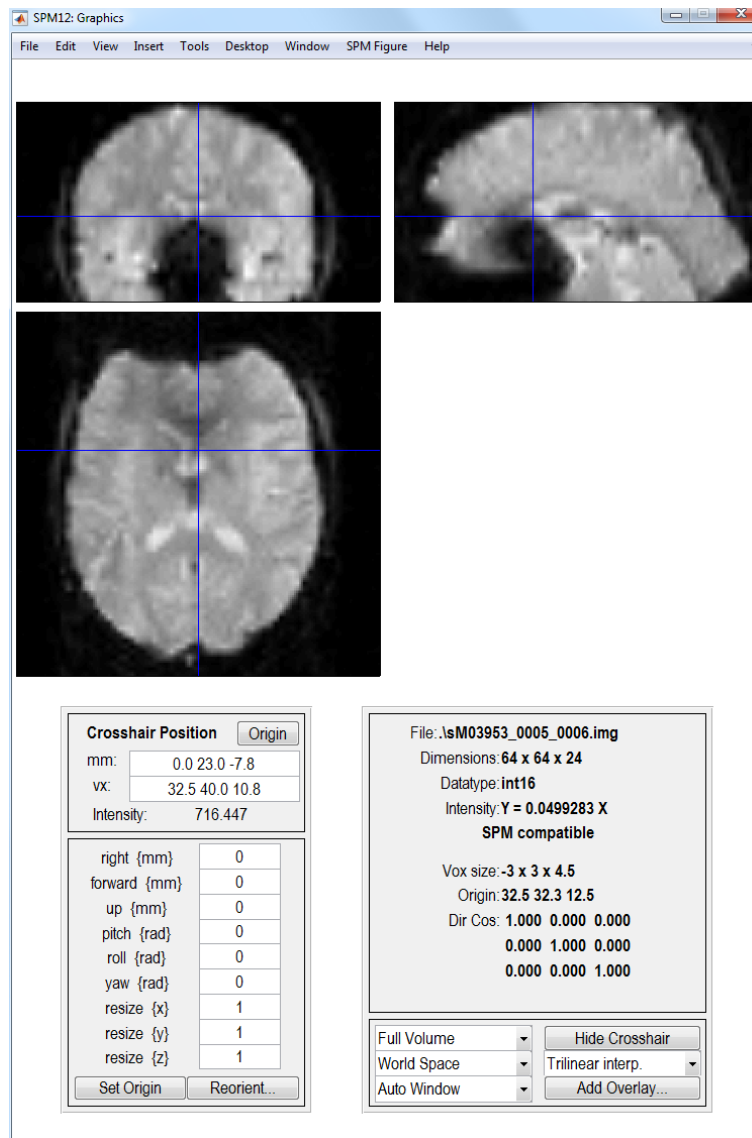 SPM12: Graphics
File Edit View Insert Tools Desktop Window SPM Figure Help
Crosshair Position Origin
mm: 0.0 23.0 -7.8
vx: 32.5 40.0 10.8
Intensity: 716.447
right {mm} 0
forward {mm} 0
up {mm} 0
pitch {rad} 0
roll {rad} 0
yaw {rad} 0
resize {x} 1
resize {y} 1
resize {z} 1
Set Origin Reorient...
File: .\sM03953_0005_0006.img
Dimensions: 64 x 64 x 24
Datatype: int16
Intensity: Y = 0.0499283 X
SPM compatible
Vox size: -3 x 3 x 4.5
Origin: 32.5 32.3 12.5
Dir Cos: 1.000 0.000 0.000
0.000 1.000 0.000
0.000 0.000 1.000
Full Volume Hide Crosshair
World Space Trilinear interp.
Auto Window Add Overlay...